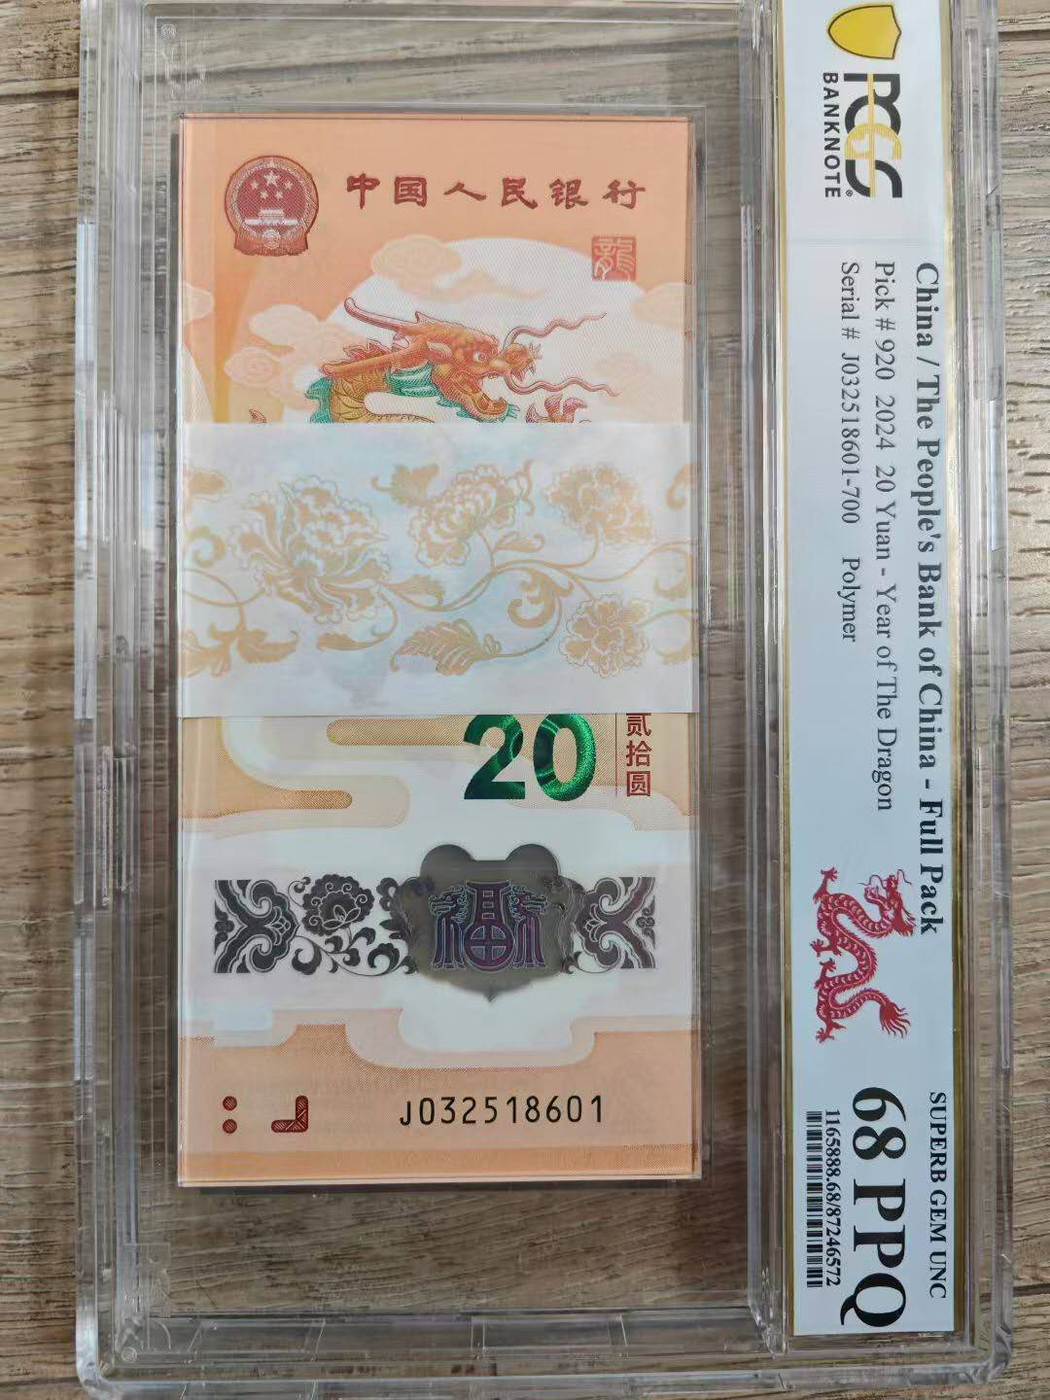 中国人民银行
龍
20
贰拾圆
福
J032518601
PCGS
BANKNOTE
China / The People's Bank of China - Full Pack
Pick # 920 2024 20 Yuan - Year of The Dragon
Serial # J032518601-700 Polymer
SUPERB GEM UNC
68 PPQ
1165888.68/87246572